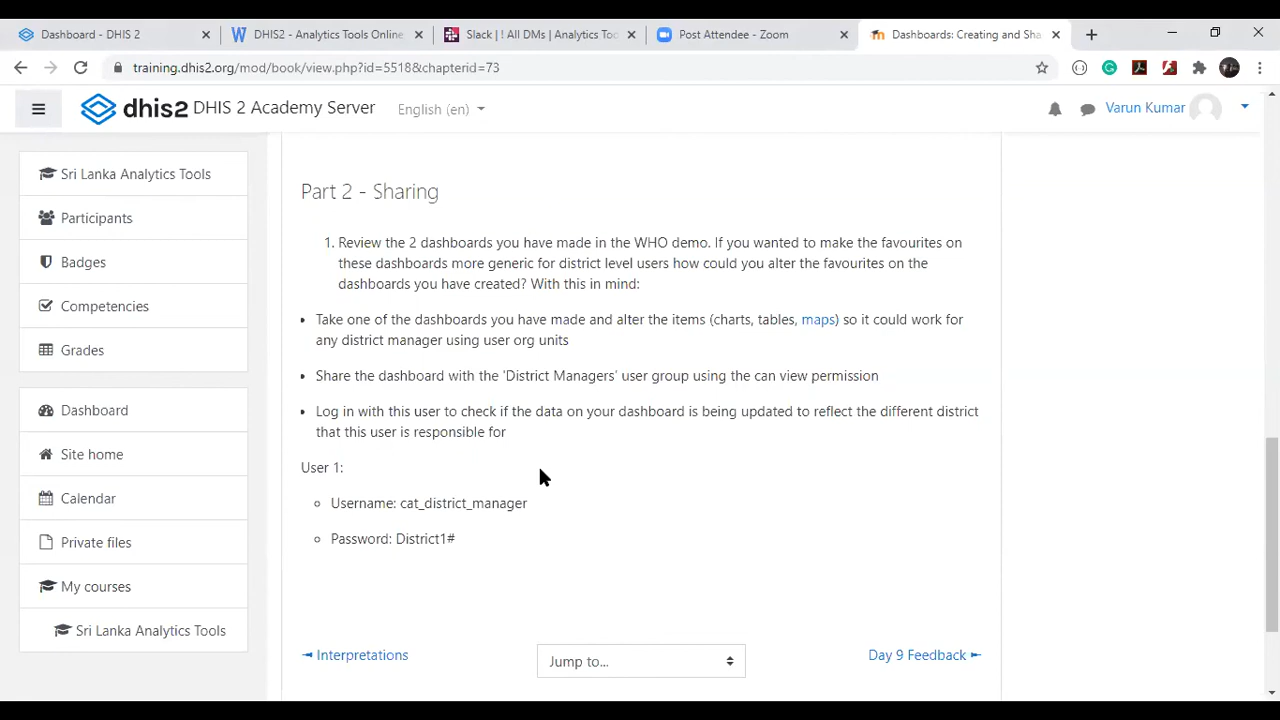 Dashboard - DHIS 2
DHIS2 - Analytics Tools Online
Slack | ! All DMs | Analytics Too
Post Attendee - Zoom
Dashboards: Creating and Sha
training.dhis2.org/mod/book/view.php?id=5518&chapterid=73
dhis2 DHIS 2 Academy Server
English (en)
Varun Kumar
Sri Lanka Analytics Tools
Participants
Badges
Competencies
Grades
Dashboard
Site home
Calendar
Private files
My courses
Sri Lanka Analytics Tools
Part 2 - Sharing
1. Review the 2 dashboards you have made in the WHO demo. If you wanted to make the favourites on
these dashboards more generic for district level users how could you alter the favourites on the
dashboards you have created? With this in mind:
• Take one of the dashboards you have made and alter the items (charts, tables, maps) so it could work for
any district manager using user org units
• Share the dashboard with the 'District Managers' user group using the can view permission
• Log in with this user to check if the data on your dashboard is being updated to reflect the different district
that this user is responsible for
User 1:
Username: cat_district_manager
Password: District1#
◄ Interpretations
Jump to...
Day 9 Feedback ►